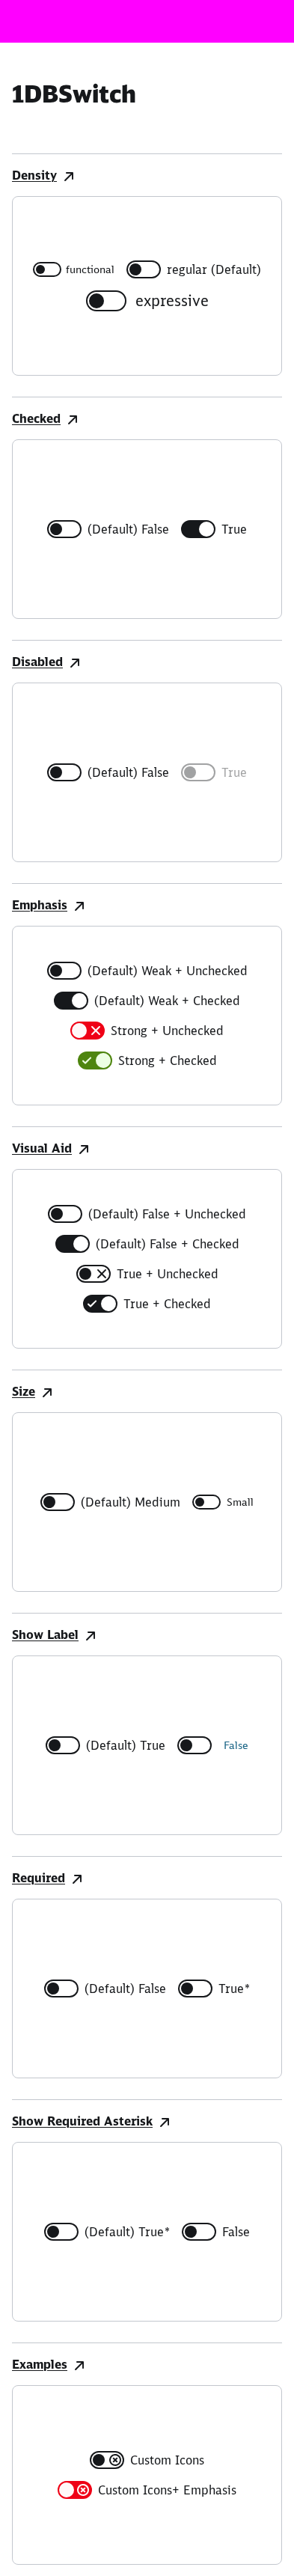 1DBSwitch
Density
functional regular (Default)
expressive
Checked
(Default) False True
Disabled
(Default) False True
Emphasis
(Default) Weak + Unchecked
(Default) Weak + Checked
Strong + Unchecked
Strong + Checked
Visual Aid
(Default) False + Unchecked
(Default) False + Checked
True + Unchecked
True + Checked
Size
(Default) Medium Small
Show Label
(Default) True False
Required
(Default) False True*
Show Required Asterisk
(Default) True* False
Examples
Custom Icons
Custom Icons+ Emphasis